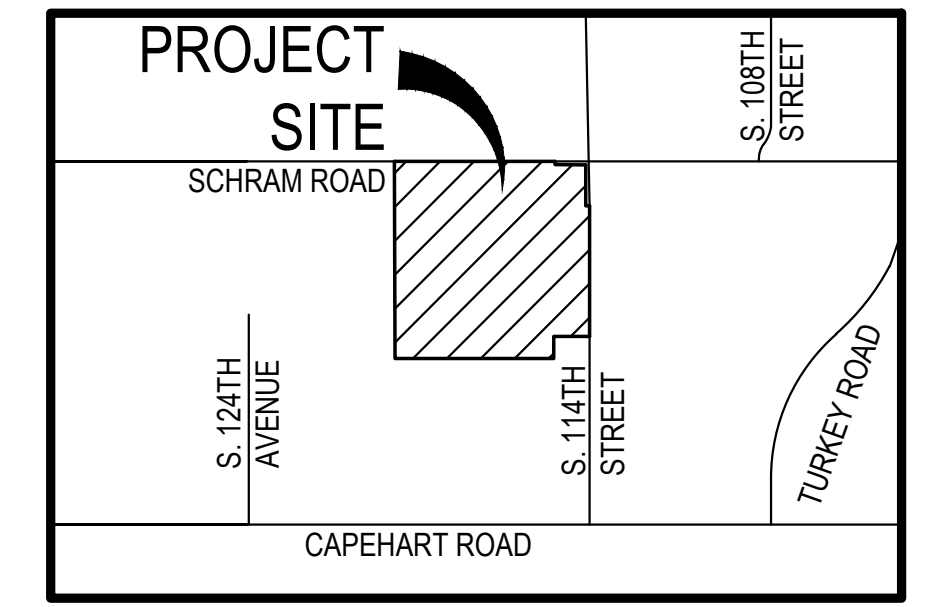 PROJECT
SITE
S. 108TH
STREET
SCHRAM ROAD
S. 124TH
AVENUE
S. 114TH
STREET
TURKEY ROAD
CAPEHART ROAD